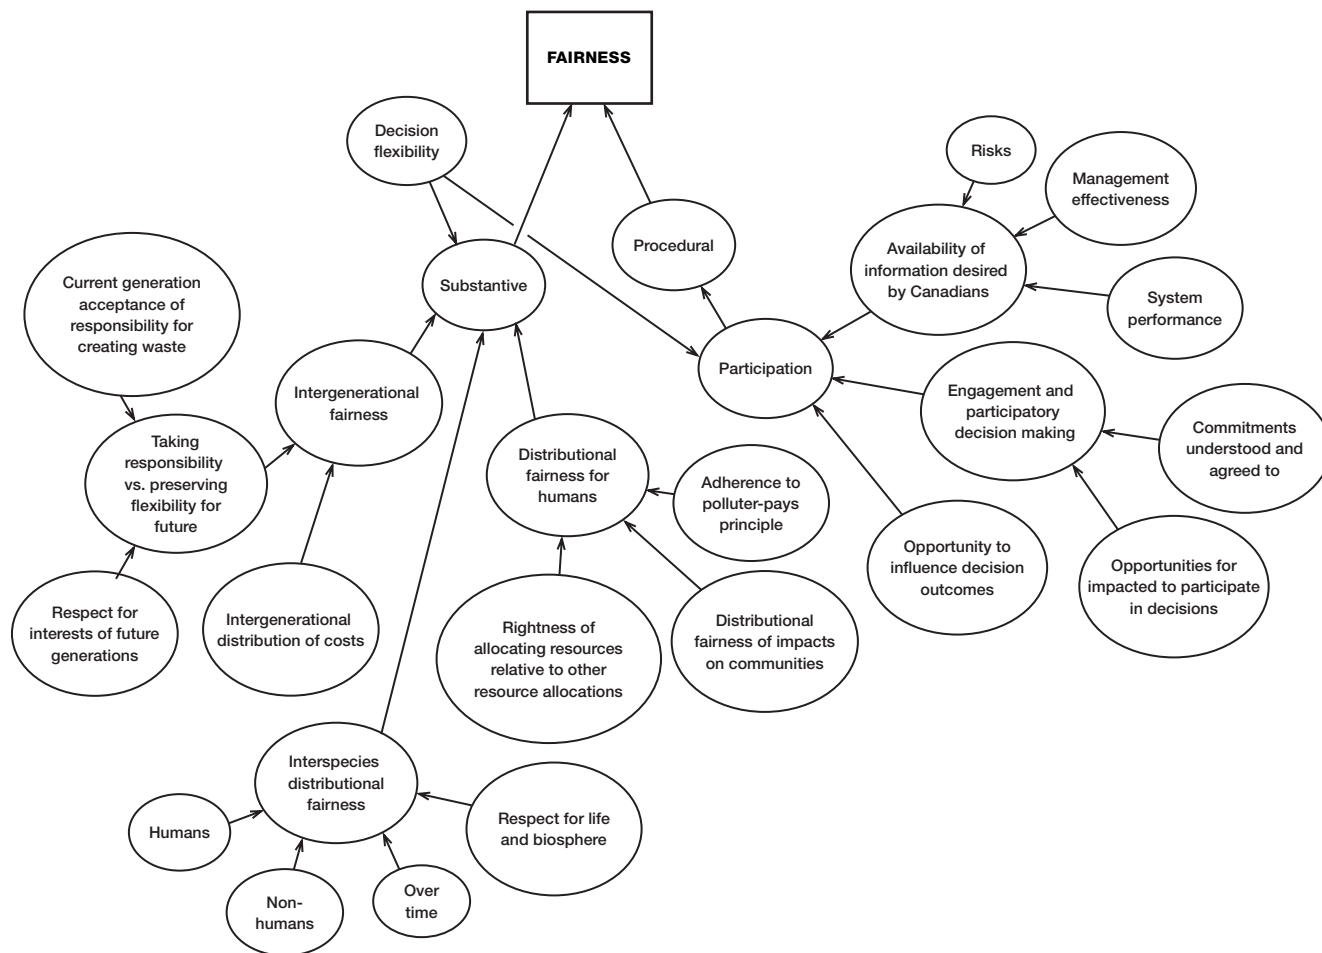 FAIRNESS
Decision
flexibility
Risks
Management
effectiveness
Procedural
Availability of
information desired
by Canadians
Substantive
System
performance
Current generation
acceptance of
responsibility for
creating waste
Participation
Intergenerational
fairness
Engagement and
participatory
decision making
Commitments
understood and
agreed to
Taking
responsibility
vs. preserving
flexibility for
future
Distributional
fairness for
humans
Adherence to
polluter-pays
principle
Opportunity to
influence decision
outcomes
Opportunities for
impacted to participate
in decisions
Respect for
interests of future
generations
Intergenerational
distribution of costs
Rightness of
allocating resources
relative to other
resource allocations
Distributional
fairness of impacts
on communities
Interspecies
distributional
fairness
Humans
Respect for life
and biosphere
Non-
humans
Over
time